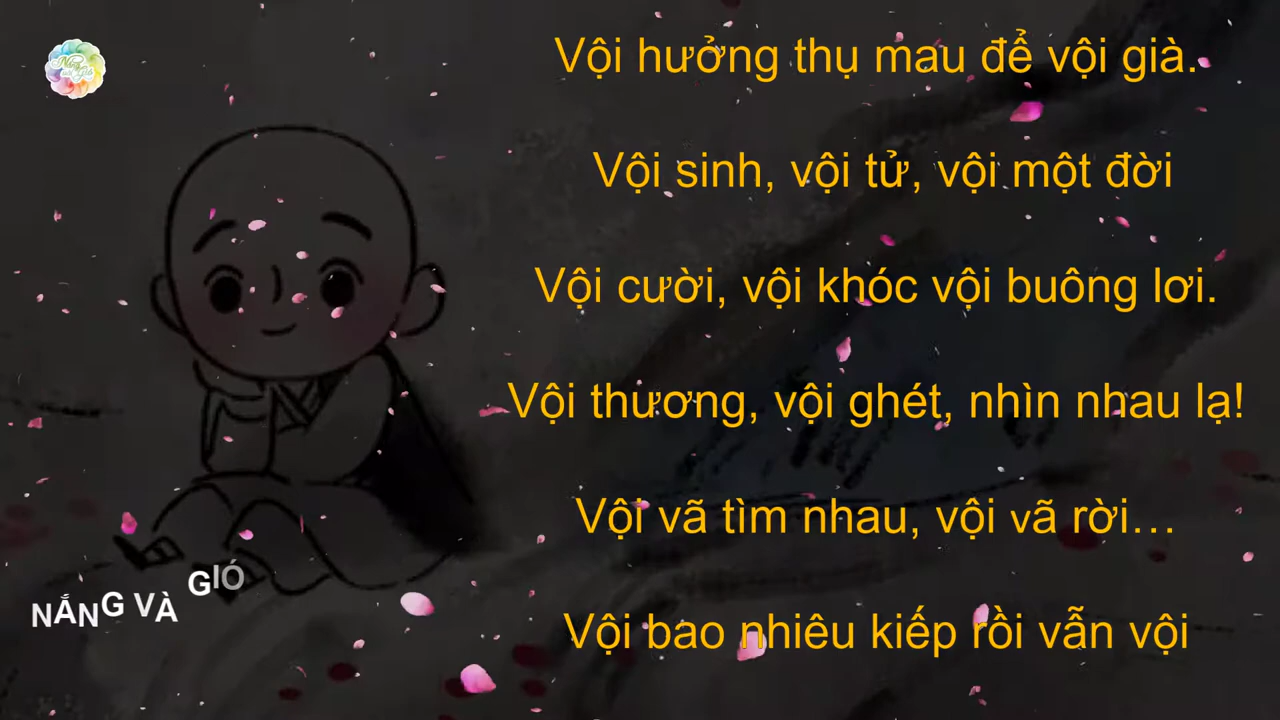 Vội hưởng thụ mau để vội già.
Vội sinh, vội tử, vội một đời
Vội cười, vội khóc vội buông lơi.
Vội thương, vội ghét, nhìn nhau lạ!
Vội vã tìm nhau, vội vã rời…
Vội bao nhiêu kiếp rồi vẫn vội
NẮNG VÀ GIÓ